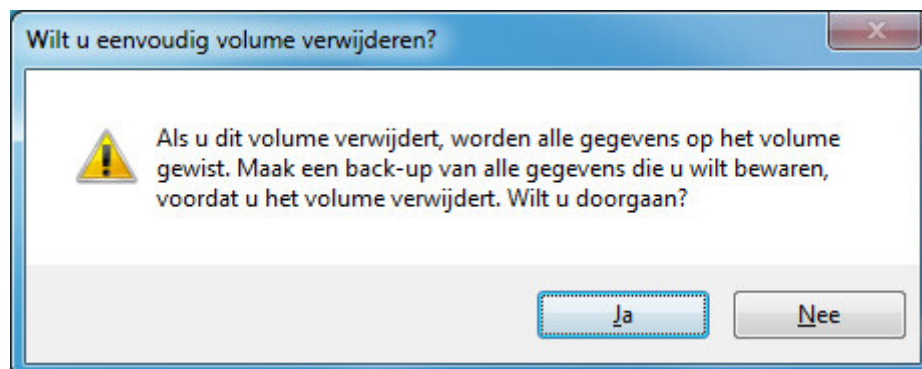 Wilt u eenvoudig volume verwijderen?
Als u dit volume verwijdert, worden alle gegevens op het volume
gewist. Maak een back-up van alle gegevens die u wilt bewaren,
voordat u het volume verwijdert. Wilt u doorgaan?
Ja
Nee